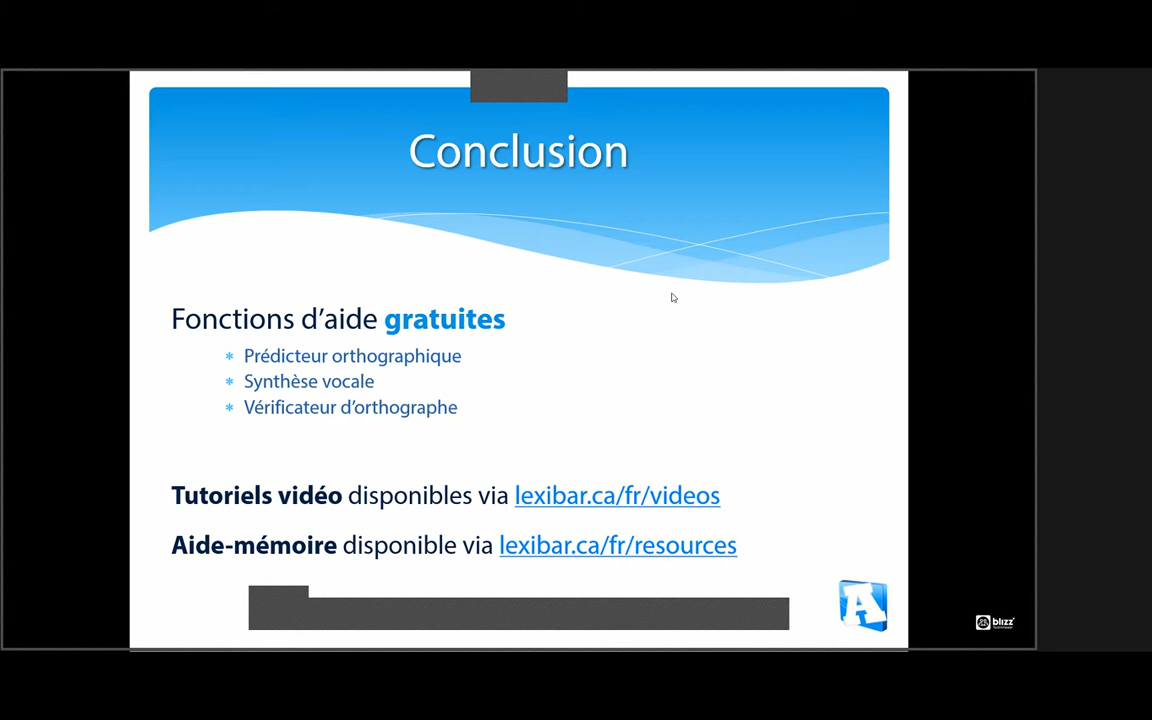 Conclusion
Fonctions d'aide gratuites
* Prédicteur orthographique
* Synthèse vocale
* Vérificateur d'orthographe
Tutoriels vidéo disponibles via lexibar.ca/fr/videos
Aide-mémoire disponible via lexibar.ca/fr/resources
A
blizz